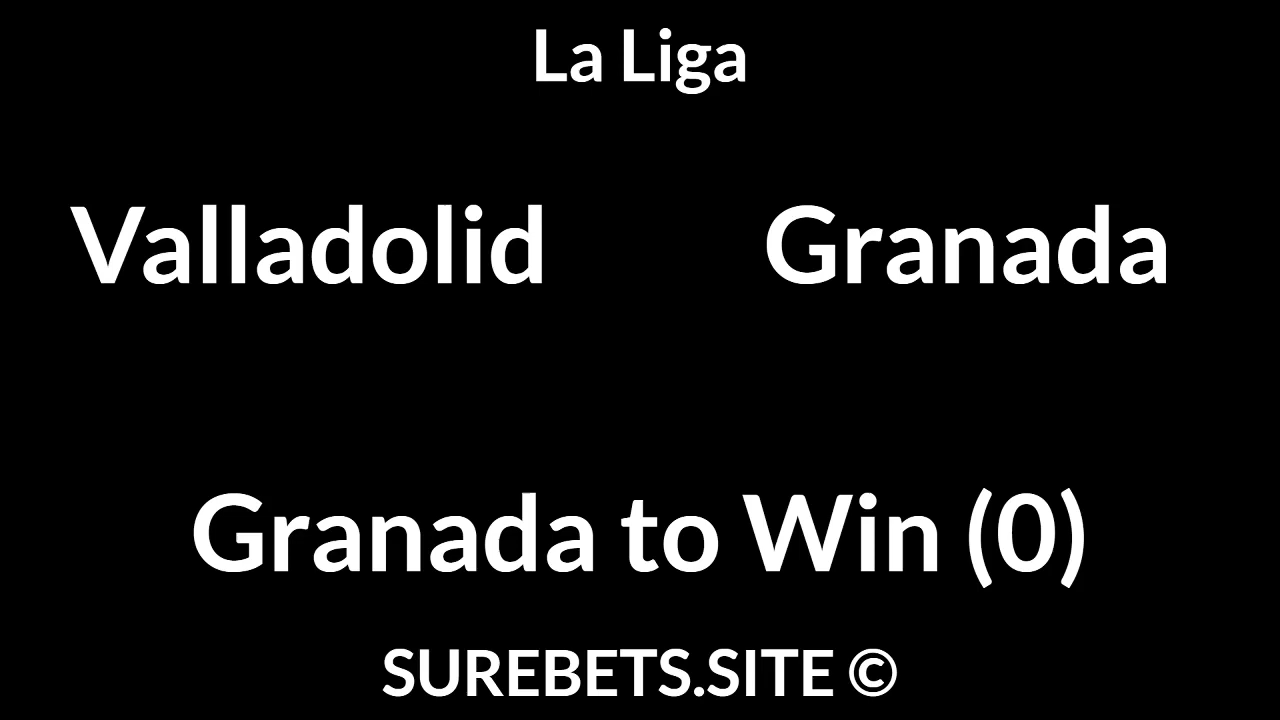 La Liga
Valladolid Granada
Granada to Win (0)
SUREBETS.SITE ©